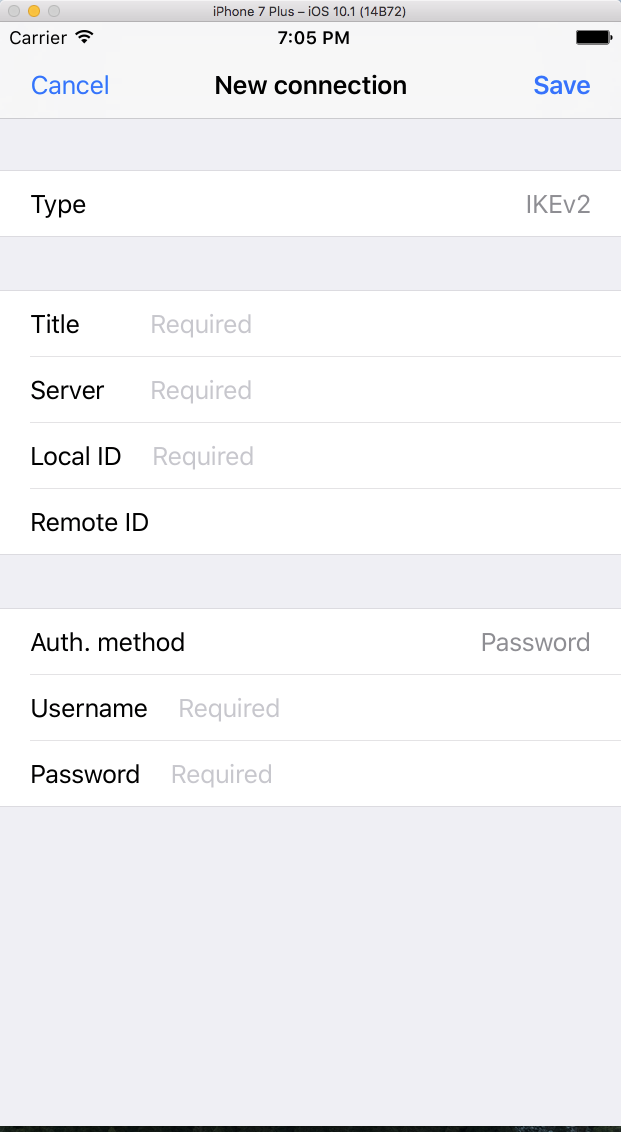 iPhone 7 Plus – iOS 10.1 (14B72)
Carrier 7:05 PM
Cancel New connection Save
Type IKEv2
Title Required
Server Required
Local ID Required
Remote ID
Auth. method Password
Username Required
Password Required